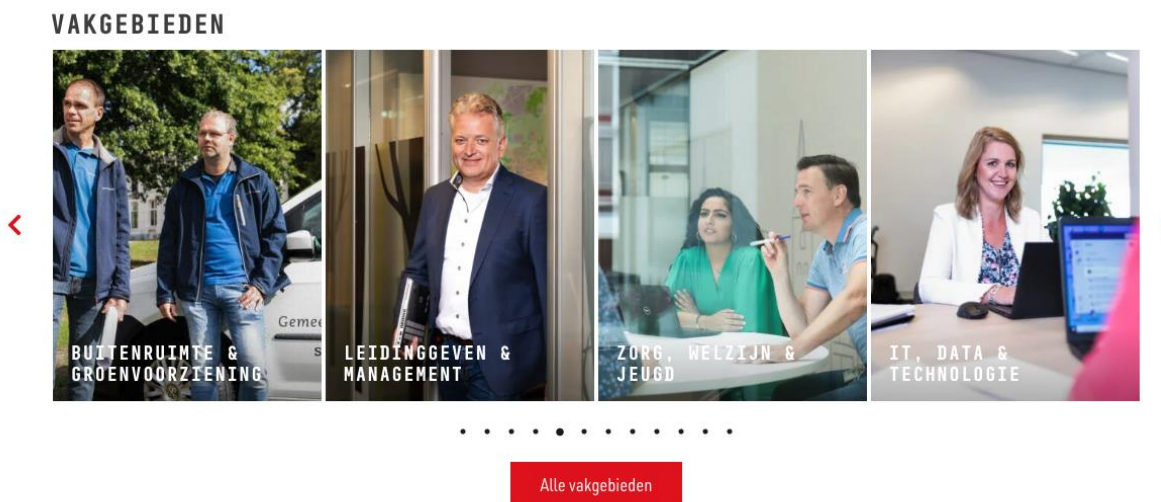 VAKGEBIEDEN
BUITENRUIMTE &
GROENVOORZIENING
LEIDINGGEVEN &
MANAGEMENT
ZORG, WELZIJN &
JEUGD
IT, DATA &
TECHNOLOGIE
Alle vakgebieden